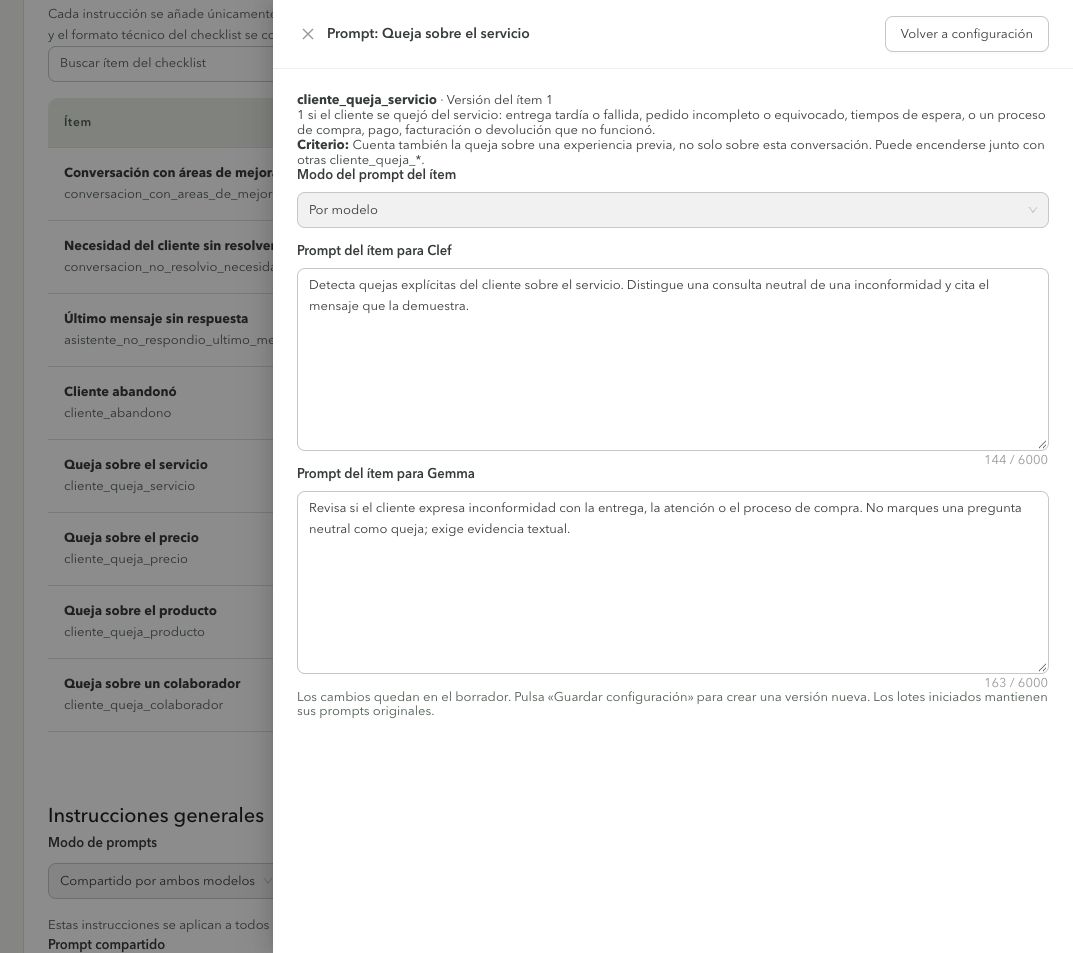 Cada instrucción se añade únicamente
y el formato técnico del checklist se co
Buscar ítem del checklist
Ítem
Conversación con áreas de mejora
conversacion_con_areas_de_mejor
Necesidad del cliente sin resolver
conversacion_no_resolvio_necesida
Último mensaje sin respuesta
asistente_no_respondio_ultimo_me
Cliente abandonó
cliente_abandono
Queja sobre el servicio
cliente_queja_servicio
Queja sobre el precio
cliente_queja_precio
Queja sobre el producto
cliente_queja_producto
Queja sobre un colaborador
cliente_queja_colaborador
Instrucciones generales
Modo de prompts
Compartido por ambos modelos
Estas instrucciones se aplican a todos
Prompt compartido
Prompt: Queja sobre el servicio
Volver a configuración
cliente_queja_servicio · Versión del ítem 1
1 si el cliente se quejó del servicio: entrega tardía o fallida, pedido incompleto o equivocado, tiempos de espera, o un proceso
de compra, pago, facturación o devolución que no funcionó.
Criterio: Cuenta también la queja sobre una experiencia previa, no solo sobre esta conversación. Puede encenderse junto con
otras cliente_queja_*.
Modo del prompt del ítem
Por modelo
Prompt del ítem para Clef
Detecta quejas explícitas del cliente sobre el servicio. Distingue una consulta neutral de una inconformidad y cita el
mensaje que la demuestra.
144 / 6000
Prompt del ítem para Gemma
Revisa si el cliente expresa inconformidad con la entrega, la atención o el proceso de compra. No marques una pregunta
neutral como queja; exige evidencia textual.
163 / 6000
Los cambios quedan en el borrador. Pulsa «Guardar configuración» para crear una versión nueva. Los lotes iniciados mantienen
sus prompts originales.